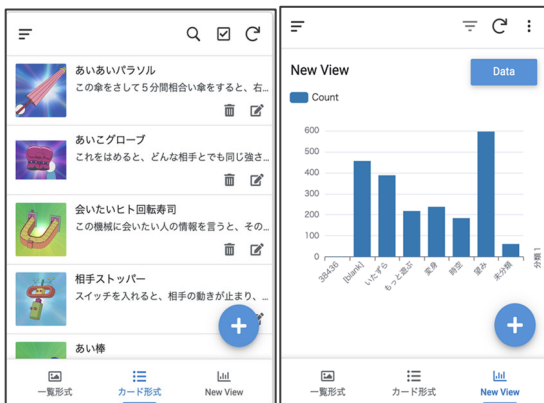 あいあいパラソル
この傘をさして５分間相合い傘をすると、右...
あいこグローブ
これをはめると、どんな相手とでも同じ強さ...
会いたいヒト回転寿司
この機械に会いたい人の情報を言うと、その...
相手ストッパー
スイッチを入れると、相手の動きが止まり、...
あい棒
一覧形式
カード形式
New View
New View
Data
Count
600
500
400
300
200
100
0
38436
[blank]
いたずら
もっと遊ぶ
変身
時空
望み
未分類
分類 1
一覧形式
カード形式
New View